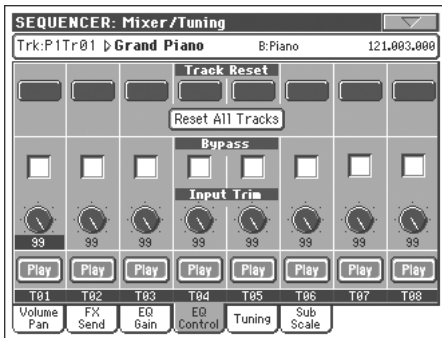 SEQUENCER: Mixer/Tuning
Trk:P1Tr01 ▷Grand Piano B:Piano 121.003.000
Track Reset
Reset All Tracks
Bypass
Input Trim
99 99 99 99 99 99 99 99
Play Play Play Play Play Play Play Play
T01 T02 T03 T04 T05 T06 T07 T08
Volume Pan FX Send EQ Gain EQ Control Tuning Sub Scale